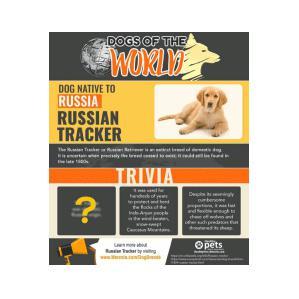 DOGS OF THE
WORLD
DOG NATIVE TO
RUSSIA
RUSSIAN
TRACKER
The Russian Tracker or Russian Retriever is an extinct breed of domestic dog.
It is uncertain when precisely the breed ceased to exist; it could still be found in
the late 1800s.
TRIVIA
?
It was used for
hundreds of years
to protect and herd
the flocks of the
Indo-Aryan people
in the wind-beaten,
snow-swept
Caucasus Mountains.
Despite its seemingly
cumbersome
proportions, it was fast
and flexible enough to
chase off wolves and
other such predators that
threatened its sheep.
Learn more about
Russian Tracker by visiting
pets